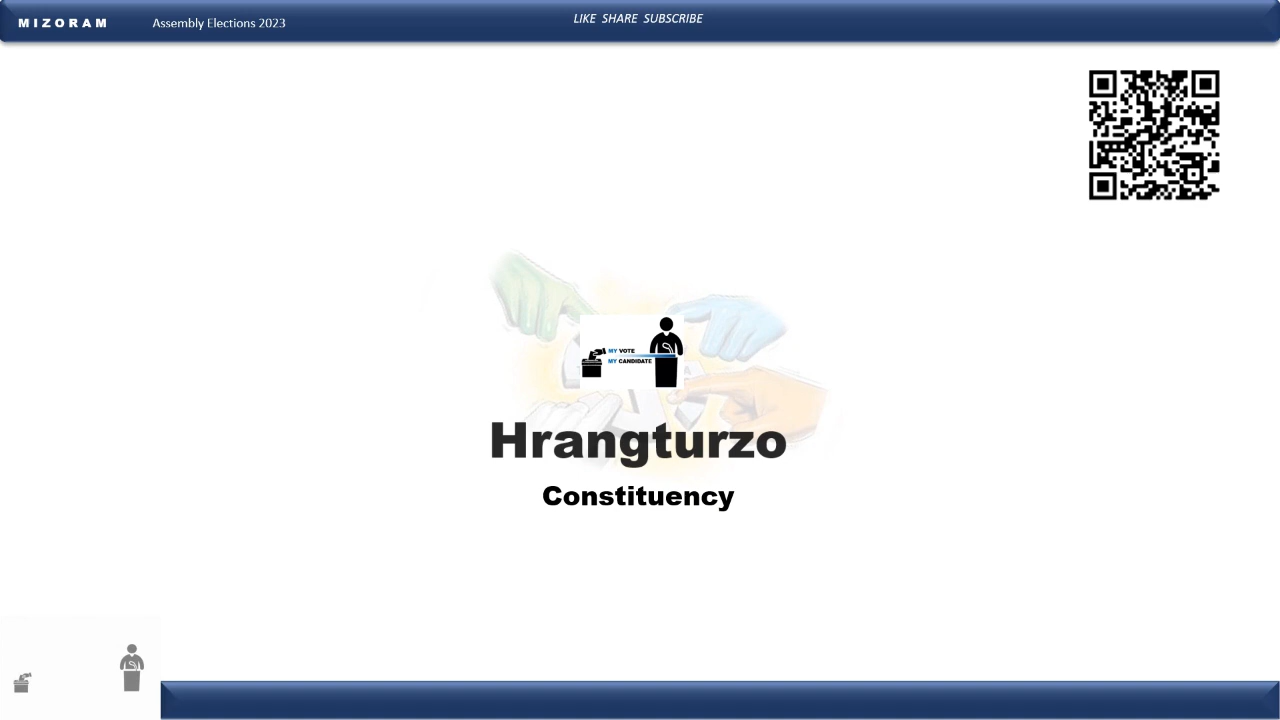 MIZORAM Assembly Elections 2023 LIKE SHARE SUBSCRIBE
MY VOTE
MY CANDIDATE
Hrangturzo
Constituency